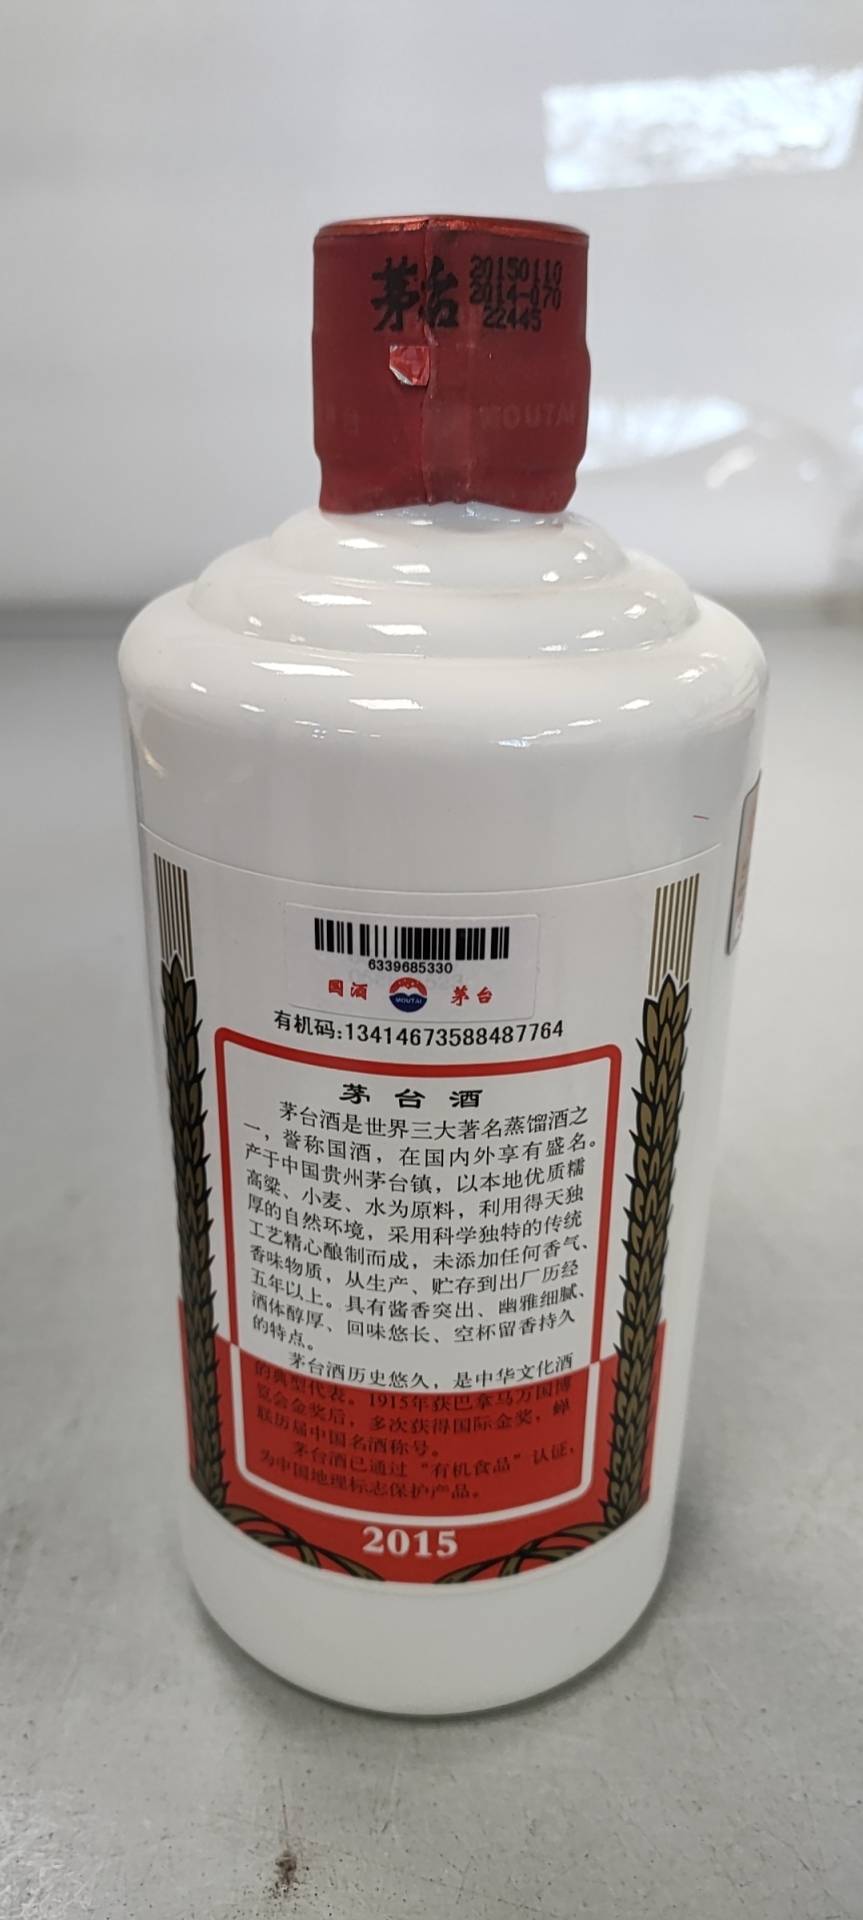 茅台
20150110
2014-070
22445
MOUTAI
6339685330
国酒
MOUTAI
茅台
有机码:13414673588487764
茅台酒
茅台酒是世界三大著名蒸馏酒之
一，誉称国酒，在国内外享有盛名。
产于中国贵州茅台镇，以本地优质糯
高粱、小麦、水为原料，利用得天独
厚的自然环境，采用科学独特的传统
工艺精心酿制而成，未添加任何香气、
香味物质，从生产、贮存到出厂历经
五年以上。具有酱香突出、幽雅细腻、
酒体醇厚、回味悠长、空杯留香持久
的特点。
茅台酒历史悠久，是中华文化酒
的典型代表。1915年获巴拿马万国博
览会金奖后，多次获得国际金奖，蝉
联历届中国名酒称号。
茅台酒已通过“有机食品”认证，
为中国地理标志保护产品。
2015